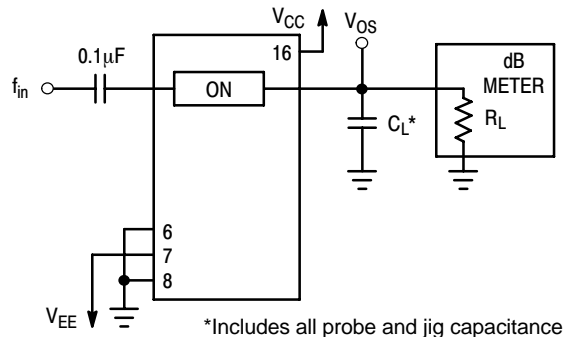 V_CC
V_OS
0.1μF
16
dB
METER
f_in
ON
C_L*
R_L
6
7
8
V_EE
*Includes all probe and jig capacitance